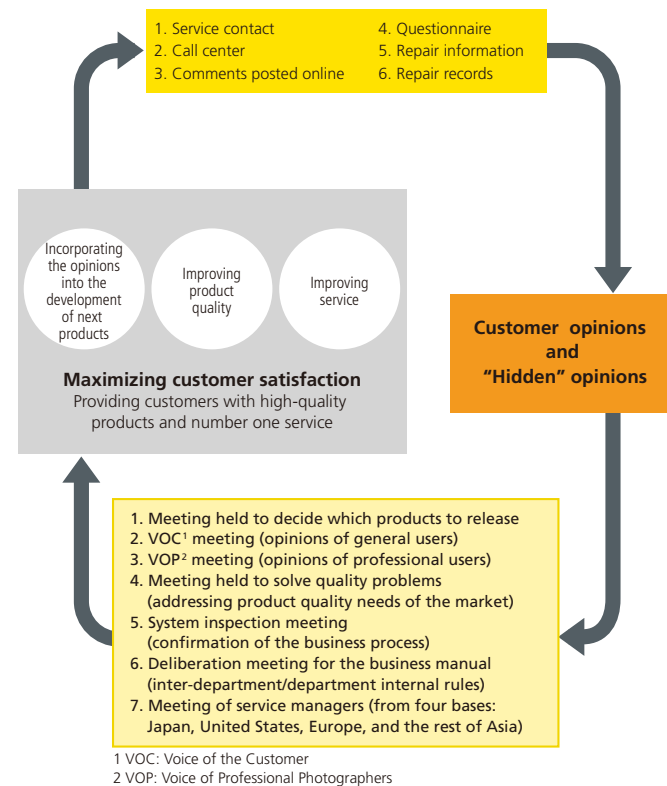 1. Service contact
2. Call center
3. Comments posted online
4. Questionnaire
5. Repair information
6. Repair records
Incorporating
the opinions
into the
development
of next
products
Improving
product
quality
Improving
service
Maximizing customer satisfaction
Providing customers with high-quality
products and number one service
Customer opinions
and
“Hidden” opinions
1. Meeting held to decide which products to release
2. VOC¹ meeting (opinions of general users)
3. VOP² meeting (opinions of professional users)
4. Meeting held to solve quality problems
(addressing product quality needs of the market)
5. System inspection meeting
(confirmation of the business process)
6. Deliberation meeting for the business manual
(inter-department/department internal rules)
7. Meeting of service managers (from four bases:
Japan, United States, Europe, and the rest of Asia)
1 VOC: Voice of the Customer
2 VOP: Voice of Professional Photographers